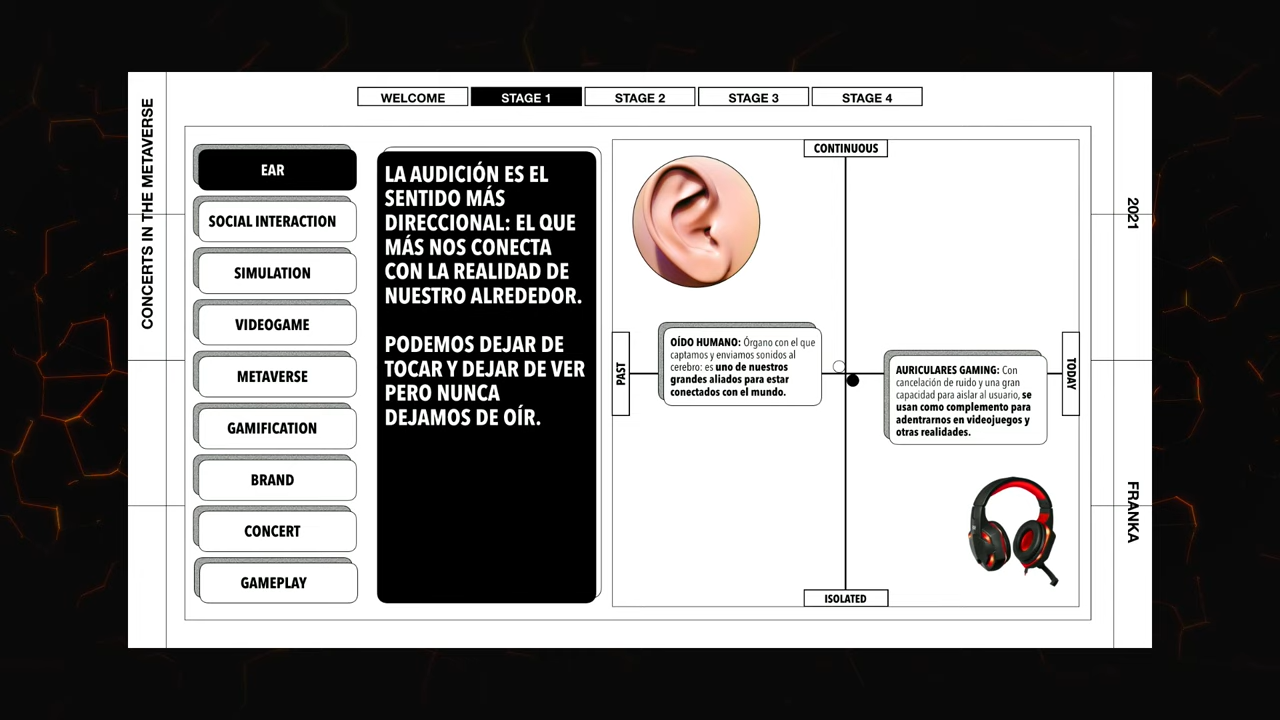 CONCERTS IN THE METAVERSE
WELCOME
STAGE 1
STAGE 2
STAGE 3
STAGE 4
EAR
SOCIAL INTERACTION
SIMULATION
VIDEOGAME
METAVERSE
GAMIFICATION
BRAND
CONCERT
GAMEPLAY
LA AUDICIÓN ES EL
SENTIDO MÁS
DIRECCIONAL: EL QUE
MÁS NOS CONECTA
CON LA REALIDAD DE
NUESTRO ALREDEDOR.
PODEMOS DEJAR DE
TOCAR Y DEJAR DE VER
PERO NUNCA
DEJAMOS DE OÍR.
CONTINUOUS
PAST
OÍDO HUMANO: Órgano con el que
captamos y enviamos sonidos al
cerebro: es uno de nuestros
grandes aliados para estar
conectados con el mundo.
AURICULARES GAMING: Con
cancelación de ruido y una gran
capacidad para aislar al usuario, se
usan como complemento para
adentrarnos en videojuegos y
otras realidades.
TODAY
ISOLATED
2021
FRANKA